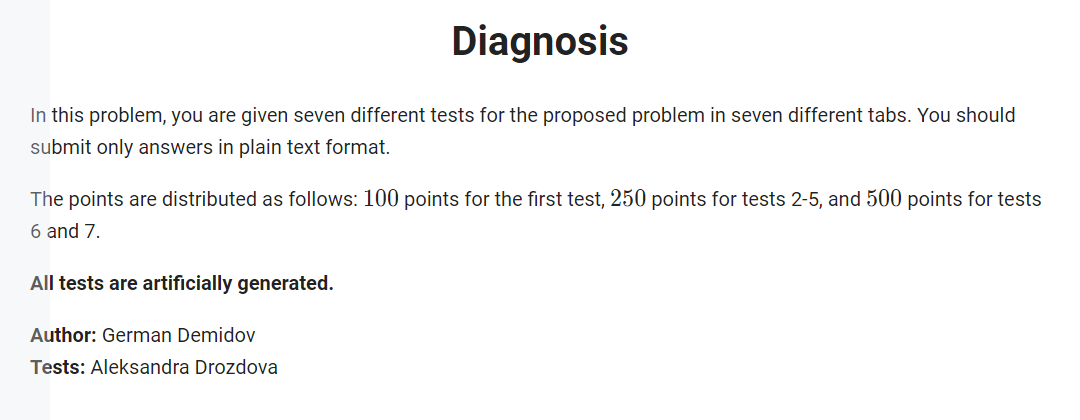 Diagnosis
In this problem, you are given seven different tests for the proposed problem in seven different tabs. You should
submit only answers in plain text format.
The points are distributed as follows: 100 points for the first test, 250 points for tests 2-5, and 500 points for tests
6 and 7.
All tests are artificially generated.
Author: German Demidov
Tests: Aleksandra Drozdova